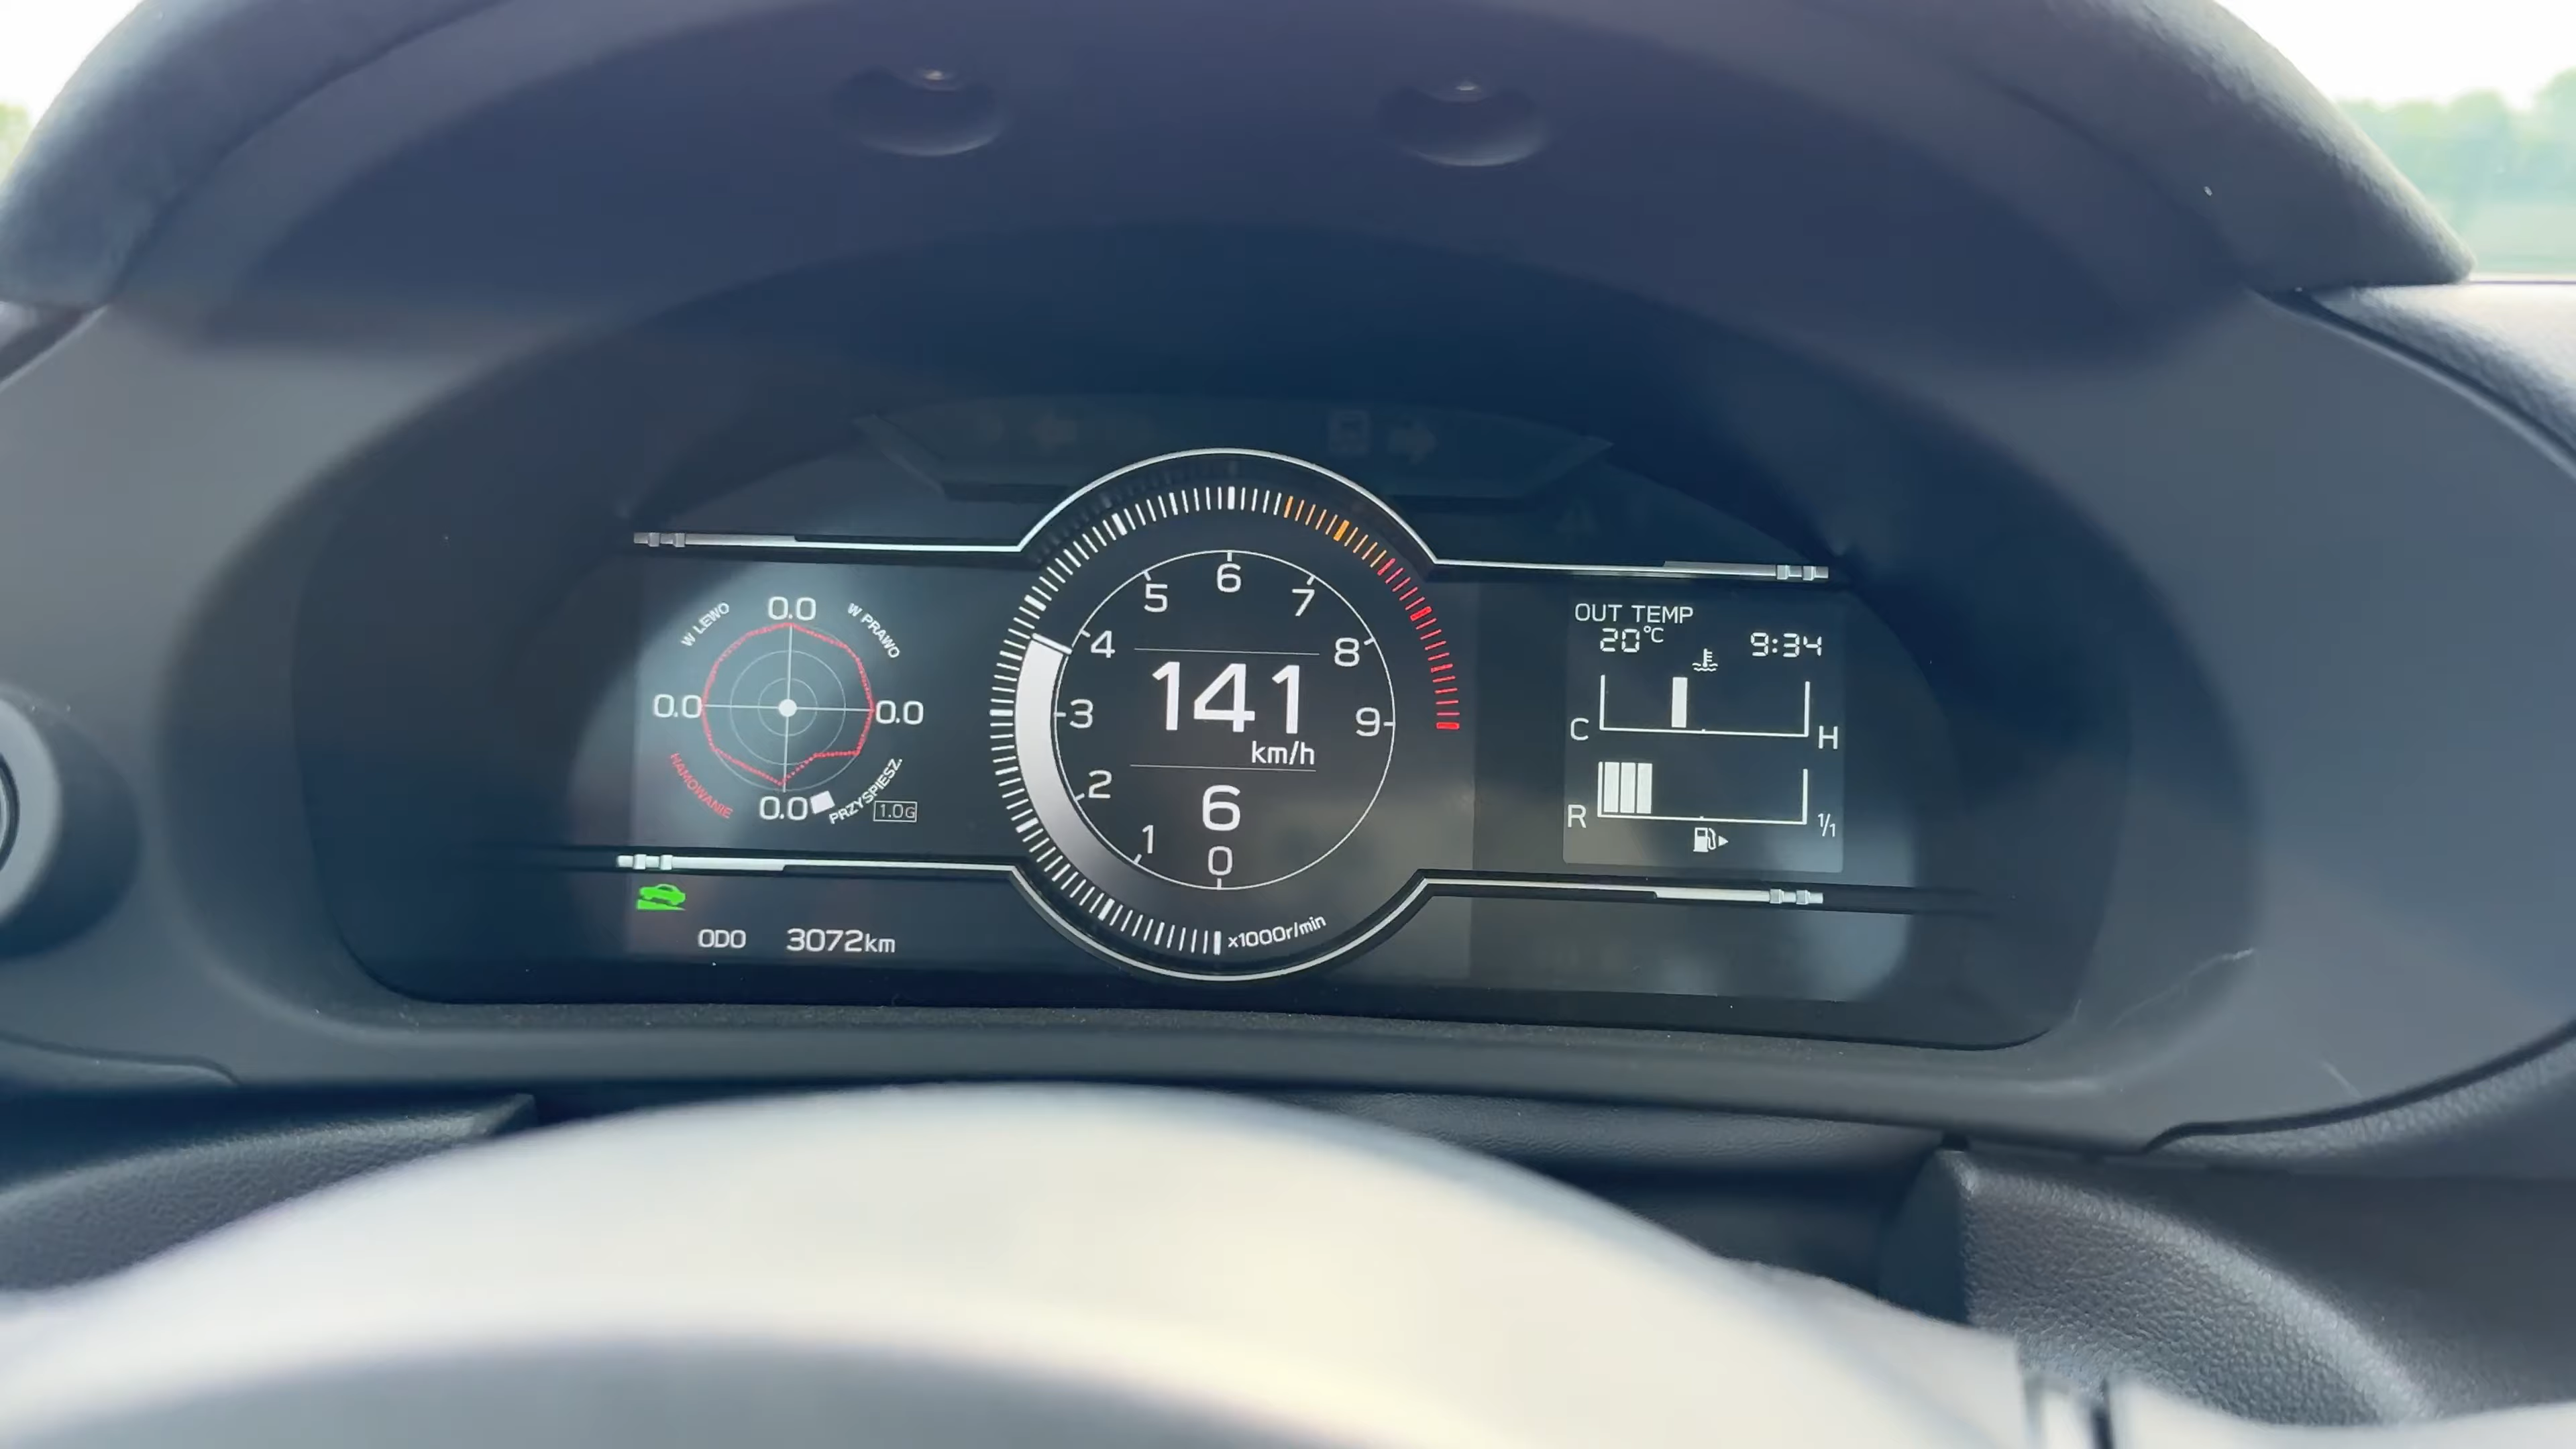 W LEWO
0.0
W PRAWO
0.0
0.0
HAMOWANIE
0.0
PRZYSPIESZ.
1.0G
ODO 3072km
0
1
2
3
4
5
6
7
8
9
141
km/h
6
x1000r/min
OUT TEMP
20°C 9:34
C H
R 1/1